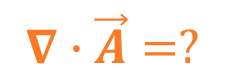 ∇ · A⃗ =?